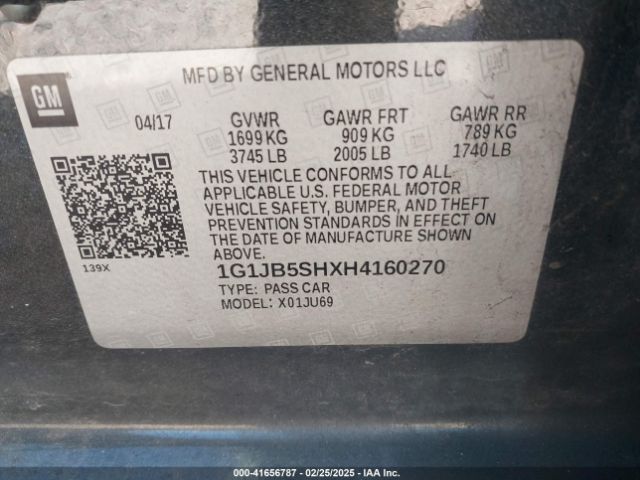 GM
MFD BY GENERAL MOTORS LLC
04/17
GVWR GAWR FRT GAWR RR
1699 KG 909 KG 789 KG
3745 LB 2005 LB 1740 LB
THIS VEHICLE CONFORMS TO ALL
APPLICABLE U.S. FEDERAL MOTOR
VEHICLE SAFETY, BUMPER, AND THEFT
PREVENTION STANDARDS IN EFFECT ON
THE DATE OF MANUFACTURE SHOWN
ABOVE.
139X
1G1JB5SHXH4160270
TYPE: PASS CAR
MODEL: X01JU69
000-41656787 - 02/25/2025 - IAA Inc.